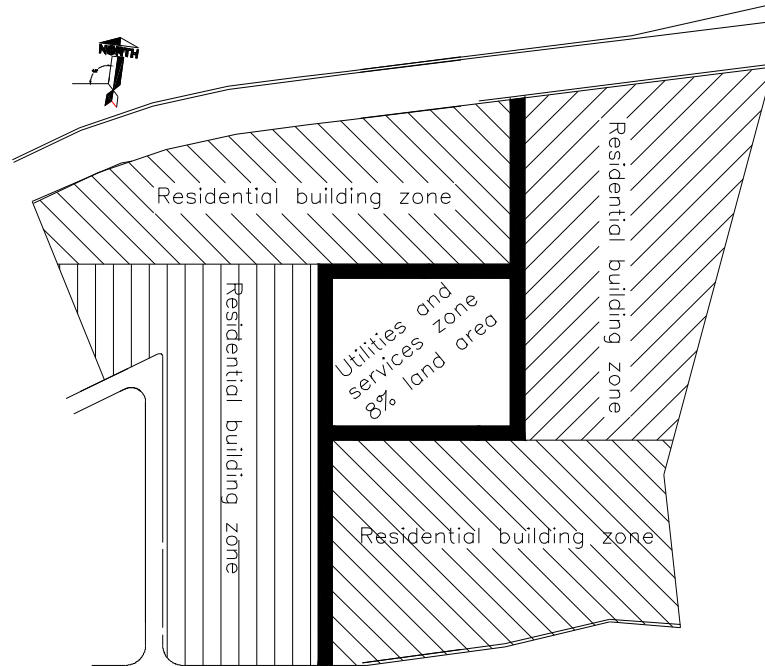 NORTH
Residential building zone
Residential building zone
Residential building zone
Utilities and
services zone
8% land area
Residential building zone